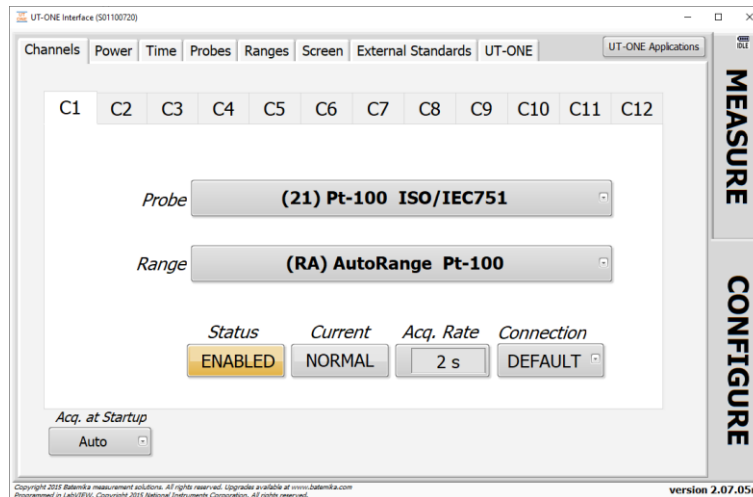 UT-ONE Interface (S01100720)
Channels Power Time Probes Ranges Screen External Standards UT-ONE UT-ONE Applications
IDLE
MEASURE
C1 C2 C3 C4 C5 C6 C7 C8 C9 C10 C11 C12
Probe (21) Pt-100 ISO/IEC751
Range (RA) AutoRange Pt-100
CONFIGURE
Status Current Acq. Rate Connection
ENABLED NORMAL 2 s DEFAULT
Acq. at Startup
Auto
Copyright 2015 Batemika measurement solutions. All rights reserved. Upgrades available at www.batemika.com
Programmed in LabVIEW. Copyright 2015 National Instruments Corporation. All rights reserved.
version 2.07.05